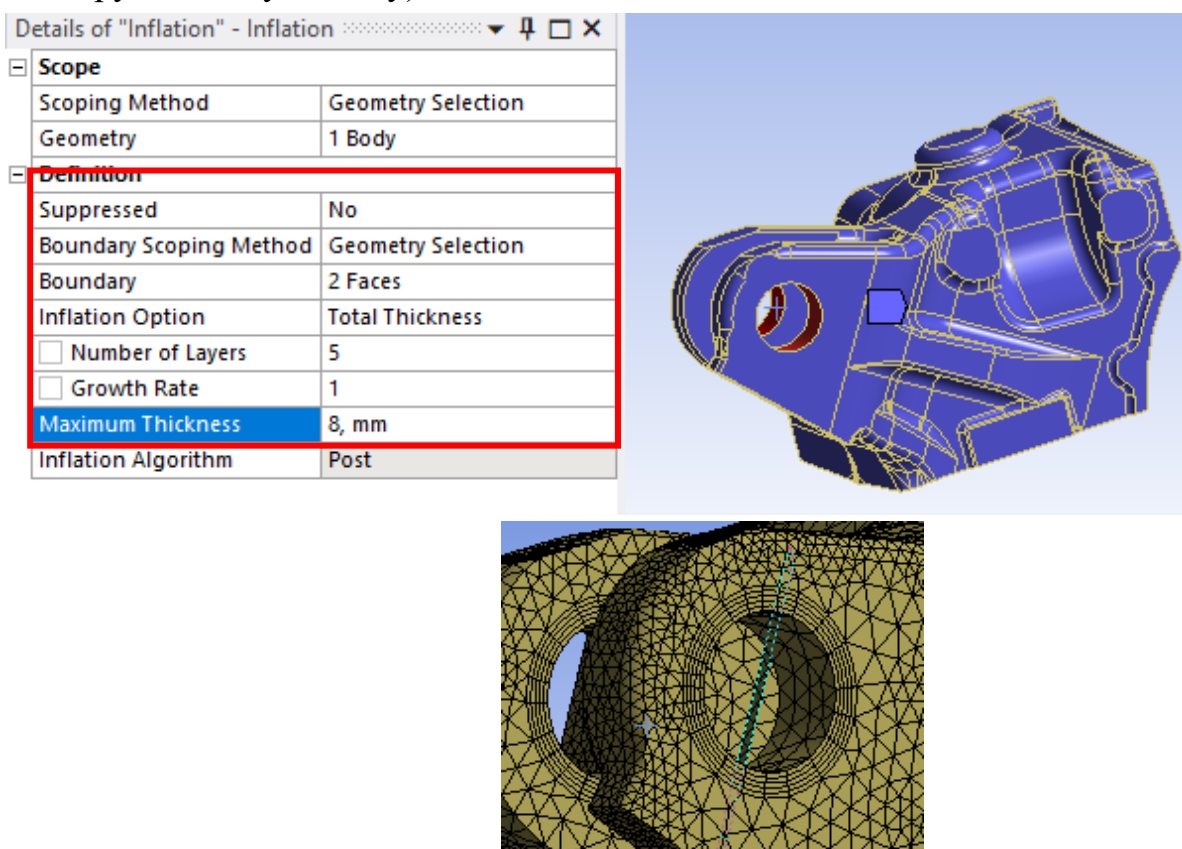 Details of "Inflation" - Inflation
Scope
Scoping Method Geometry Selection
Geometry 1 Body
Definition
Suppressed No
Boundary Scoping Method Geometry Selection
Boundary 2 Faces
Inflation Option Total Thickness
Number of Layers 5
Growth Rate 1
Maximum Thickness 8, mm
Inflation Algorithm Post